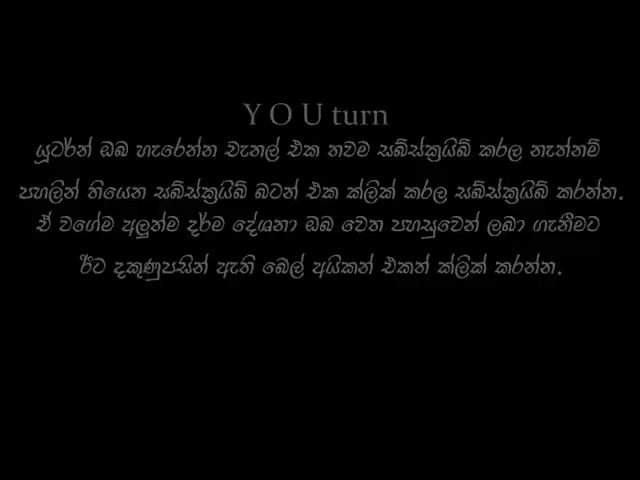 Y O U turn
යූටර්න් ඔබ හැරෙන්න චැනල් එක තවම සබ්ස්ක්‍රයිබ් කරල නැත්නම්
පහලින් තියෙන සබ්ස්ක්‍රයිබ් බටන් එක ක්ලික් කරල සබ්ස්ක්‍රයිබ් කරන්න.
ඒ වගේම අලුත්ම දර්ම දේශනා ඔබ වෙත පහසුවෙන් ලබා ගැනීමට
ඊට දකුණුපසින් ඇති බෙල් අයිකන් එකත් ක්ලික් කරන්න.